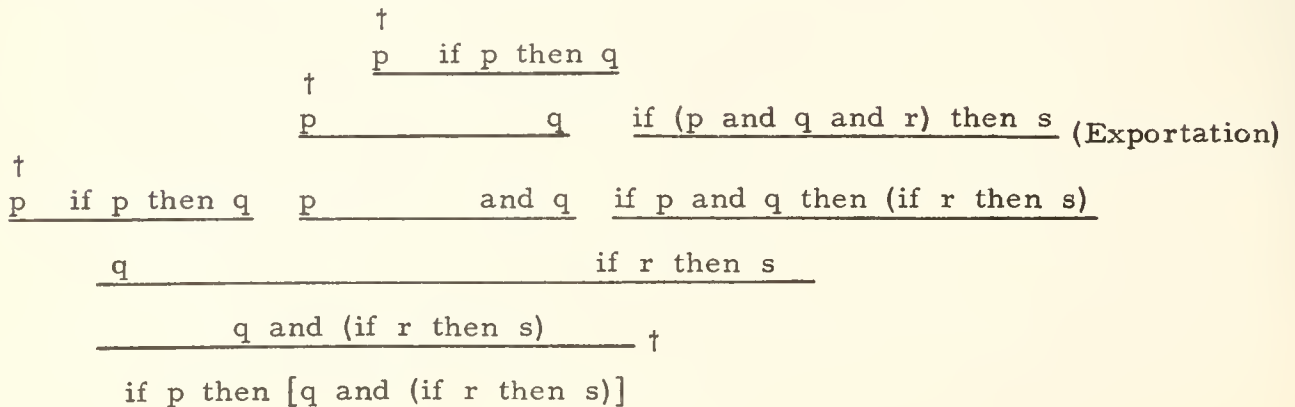 †
p if p then q
†
p q if (p and q and r) then s (Exportation)
†
p if p then q p and q if p and q then (if r then s)
q if r then s
q and (if r then s) †
if p then [q and (if r then s)]